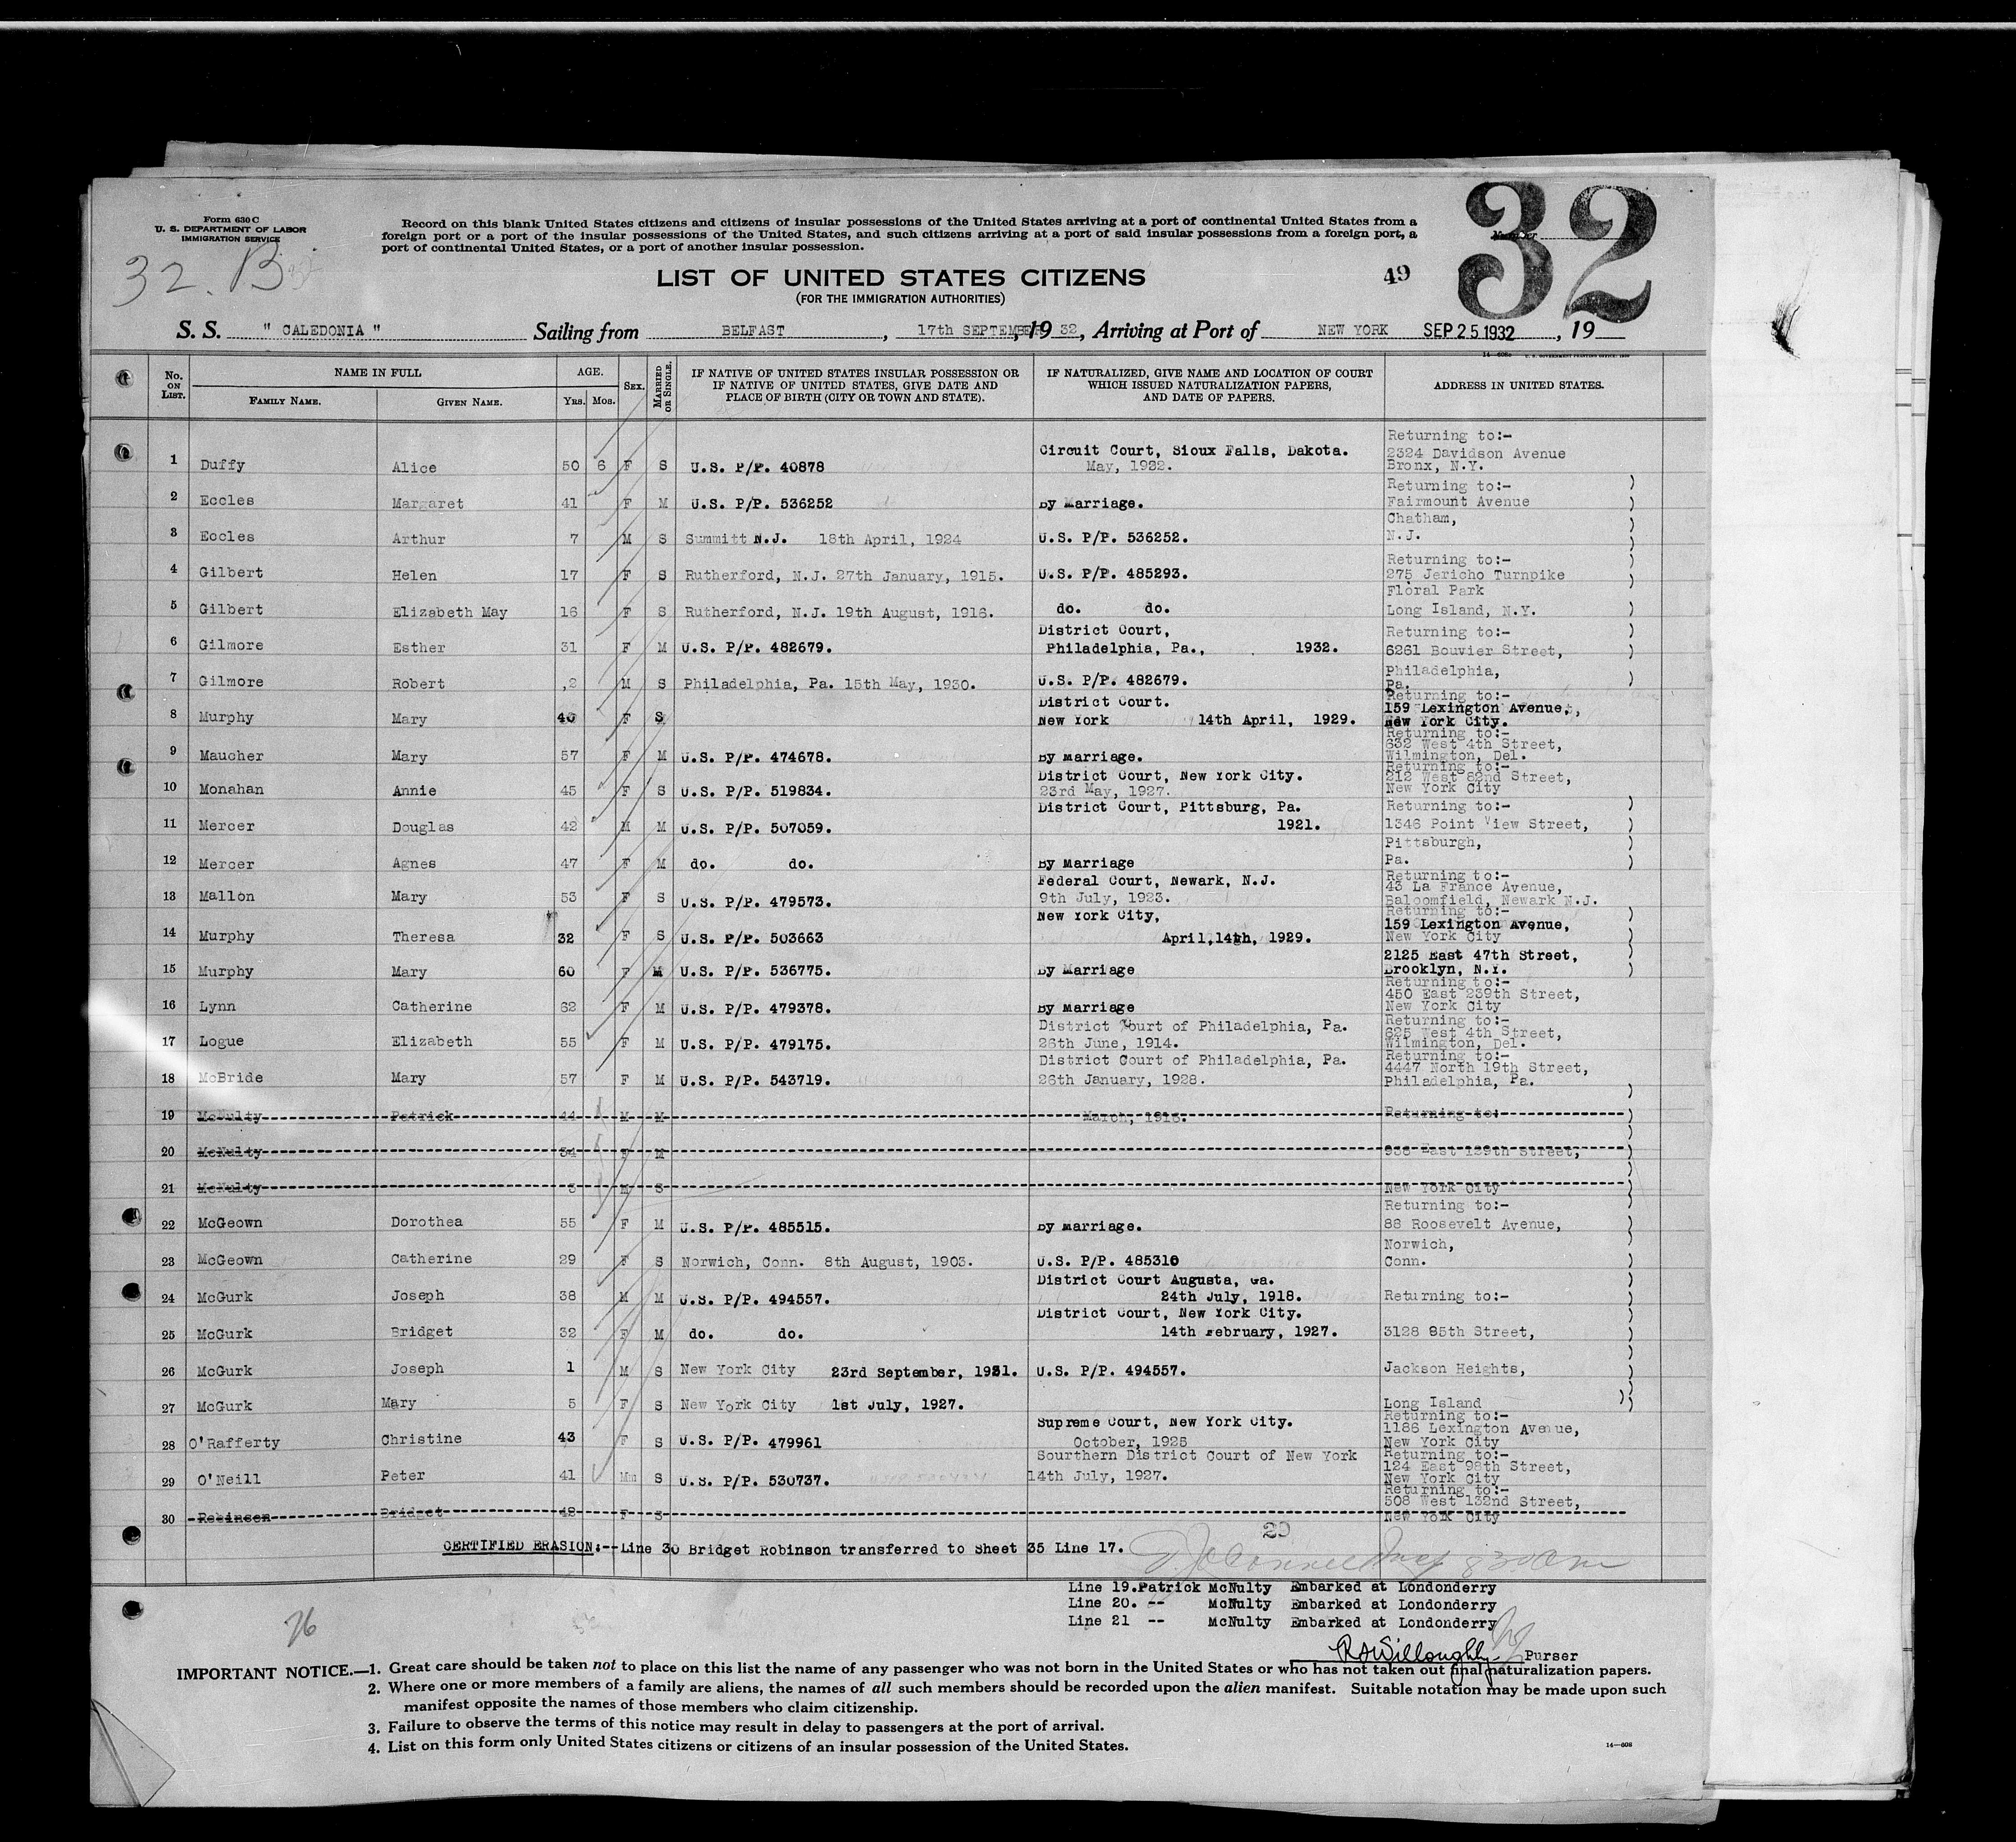 Form 630 C
U. S. DEPARTMENT OF LABOR
IMMIGRATION SERVICE
32. B
Record on this blank United States citizens and citizens of insular possessions of the United States arriving at a port of continental United States from a
foreign port or a port of the insular possessions of the United States, and such citizens arriving at a port of said insular possessions from a foreign port, a
port of continental United States, or a port of another insular possession.
Number
32
49
LIST OF UNITED STATES CITIZENS
(FOR THE IMMIGRATION AUTHORITIES)
S. S. " CALEDONIA " Sailing from BELFAST, 17th SEPTEMBER, 19 32, Arriving at Port of NEW YORK SEP 25 1932, 19
No. ON LIST. NAME IN FULL FAMILY NAME. GIVEN NAME. AGE. YRS. MOS. SEX. MARRIED OR SINGLE.
IF NATIVE OF UNITED STATES INSULAR POSSESSION OR IF NATIVE OF UNITED STATES, GIVE DATE AND PLACE OF BIRTH (CITY OR TOWN AND STATE).
IF NATURALIZED, GIVE NAME AND LOCATION OF COURT WHICH ISSUED NATURALIZATION PAPERS, AND DATE OF PAPERS.
ADDRESS IN UNITED STATES.
1 Duffy Alice 50 6 F S U.S. P/P. 40878 Circuit Court, Sioux Falls, Dakota. May, 1922. Returning to:- 2324 Davidson Avenue Bronx, N.Y.
2 Eccles Margaret 41 F M U.S. P/P. 536252 By Marriage. Returning to:- Fairmount Avenue
3 Eccles Arthur 7 M S Summitt N.J. 18th April, 1924 U.S. P/P. 536252. Chatham, N.J.
4 Gilbert Helen 17 F S Rutherford, N.J. 27th January, 1915. U.S. P/P. 485293. Returning to:- 275 Jericho Turnpike
5 Gilbert Elizabeth May 16 F S Rutherford, N.J. 19th August, 1916. do. do. Floral Park Long Island, N.Y.
6 Gilmore Esther 31 F M U.S. P/P. 482679. District Court, Philadelphia, Pa., 1932. Returning to:- 6261 Bouvier Street,
7 Gilmore Robert 2 M S Philadelphia, Pa. 15th May, 1930. U.S. P/P. 482679. Philadelphia, Pa.
8 Murphy Mary 40 F S District Court. New York 14th April, 1929. Returning to:- 159 Lexington Avenue, New York City.
9 Maucher Mary 57 F M U.S. P/P. 474678. By Marriage. Returning to:- 632 West 4th Street, Wilmington, Del.
10 Monahan Annie 45 F S U.S. P/P. 519834. District Court, New York City. 23rd May, 1927. Returning to:- 212 West 82nd Street, New York City
11 Mercer Douglas 42 M M U.S. P/P. 507059. District Court, Pittsburg, Pa. 1921. Returning to:- 1346 Point View Street,
12 Mercer Agnes 47 F M do. do. By Marriage Pittsburgh, Pa.
13 Mallon Mary 53 F S U.S. P/P. 479573. Federal Court, Newark, N.J. 9th July, 1923. Returning to:- 43 La France Avenue, Baloomfield, Newark N.J.
14 Murphy Theresa 32 F S U.S. P/P. 503663 New York City, April, 14th, 1929. Returning to:- 159 Lexington Avenue, New York City
15 Murphy Mary 60 F M U.S. P/P. 536775. By Marriage 2125 East 47th Street, Brooklyn, N.Y.
16 Lynn Catherine 62 F M U.S. P/P. 479378. By Marriage Returning to:- 450 East 239th Street, New York City
17 Logue Elizabeth 55 F M U.S. P/P. 479175. District Court of Philadelphia, Pa. 26th June, 1914. Returning to:- 625 West 4th Street, Wilmington, Del.
18 McBride Mary 57 F M U.S. P/P. 543719. District Court of Philadelphia, Pa. 26th January, 1928. Returning to:- 4447 North 19th Street, Philadelphia, Pa.
19 McNulty Patrick 44 M M March, 1918. Returning to:
20 McNulty 34 F M East 129th Street,
21 McNulty 3 M S New York City
22 McGeown Dorothea 55 F M U.S. P/P. 485515. By Marriage. Returning to:- 88 Roosevelt Avenue,
23 McGeown Catherine 29 F S Norwich, Conn. 8th August, 1903. U.S. P/P. 485310 Norwich, Conn.
24 McGurk Joseph 38 M M U.S. P/P. 494557. District Court Augusta, Ga. 24th July, 1918. Returning to:-
25 McGurk Bridget 32 F M do. do. District Court, New York City. 14th February, 1927. 3128 95th Street,
26 McGurk Joseph 1 M S New York City 23rd September, 1931. U.S. P/P. 494557. Jackson Heights,
27 McGurk Mary 5 F S New York City 1st July, 1927. Long Island
28 O'Rafferty Christine 43 F S U.S. P/P. 479961 Supreme Court, New York City. October, 1925 Returning to:- 1186 Lexington Avenue, New York City
29 O'Neill Peter 41 Mm S U.S. P/P. 530737. Sourthern District Court of New York 14th July, 1927. Returning to:- 124 East 98th Street, New York City
30 Robinson Bridget 48 F S Returning to:- 508 West 132nd Street, New York City
CERTIFIED ERASION:--Line 30 Bridget Robinson transferred to Sheet 35 Line 17.
Line 19. Patrick McNulty Embarked at Londonderry
Line 20. -- McNulty Embarked at Londonderry
Line 21 -- McNulty Embarked at Londonderry
R A Willoughby Purser
IMPORTANT NOTICE.—1. Great care should be taken not to place on this list the name of any passenger who was not born in the United States or who has not taken out final naturalization papers.
2. Where one or more members of a family are aliens, the names of all such members should be recorded upon the alien manifest. Suitable notation may be made upon such
manifest opposite the names of those members who claim citizenship.
3. Failure to observe the terms of this notice may result in delay to passengers at the port of arrival.
4. List on this form only United States citizens or citizens of an insular possession of the United States.
14—608